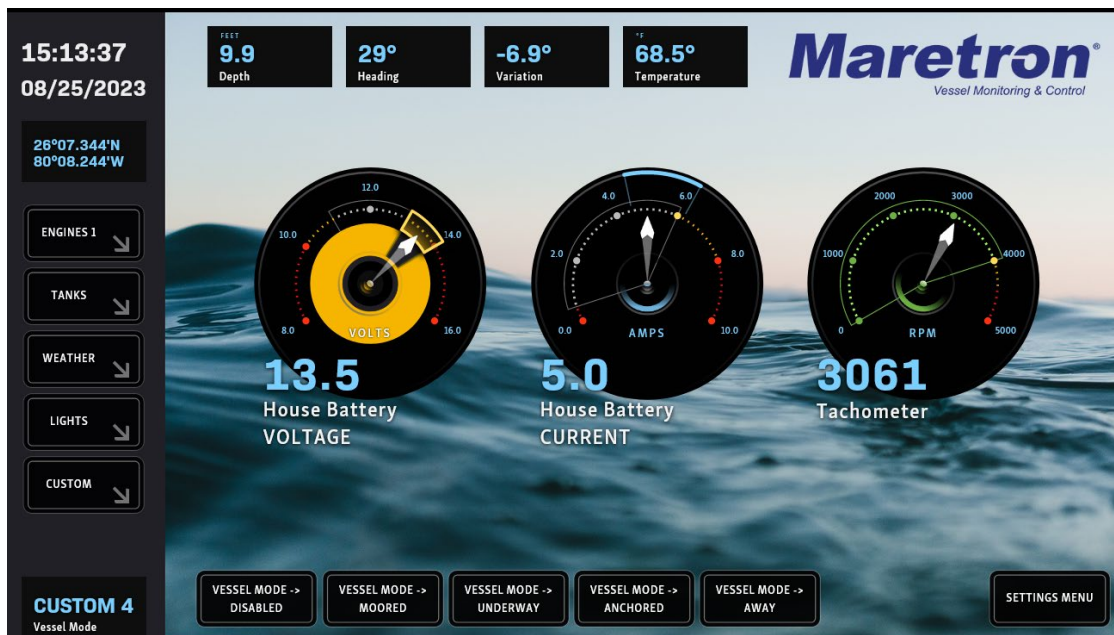 15:13:37
08/25/2023
26°07.344'N
80°08.244'W
ENGINES 1
TANKS
WEATHER
LIGHTS
CUSTOM
CUSTOM 4
Vessel Mode
FEET
9.9
Depth
29°
Heading
-6.9°
Variation
°F
68.5°
Temperature
Maretron®
Vessel Monitoring & Control
12.0
10.0
14.0
8.0
16.0
VOLTS
13.5
House Battery
VOLTAGE
4.0
6.0
2.0
8.0
0.0
10.0
AMPS
5.0
House Battery
CURRENT
2000
3000
1000
4000
0
5000
RPM
3061
Tachometer
VESSEL MODE ->
DISABLED
VESSEL MODE ->
MOORED
VESSEL MODE ->
UNDERWAY
VESSEL MODE ->
ANCHORED
VESSEL MODE ->
AWAY
SETTINGS MENU